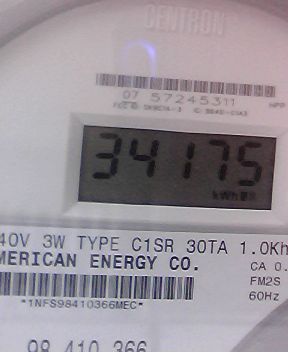 CENTRON
07 57245311
HPP
34175
kWh
40V 3W TYPE C1SR 30TA 1.0Kh
MERICAN ENERGY CO.
CA 0.
FM2S
*1NFS98410366MEC*
60Hz
98 410 366